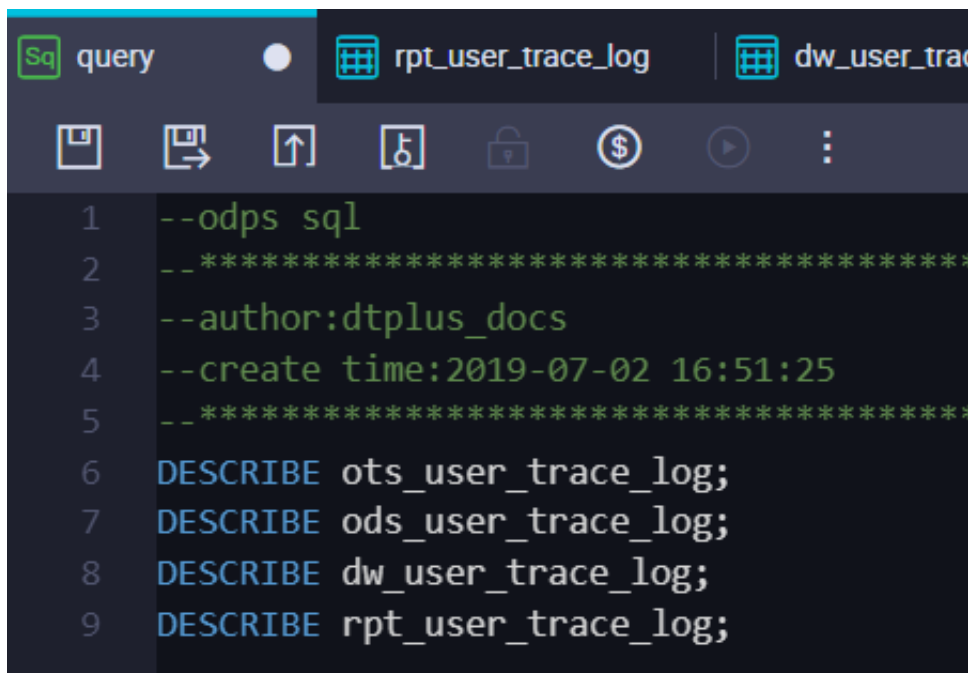 Sq query rpt_user_trace_log
1 --odps sql
2 --**************************************
3 --author:dtplus_docs
4 --create time:2019-07-02 16:51:25
5 --**************************************
6 DESCRIBE ots_user_trace_log;
7 DESCRIBE ods_user_trace_log;
8 DESCRIBE dw_user_trace_log;
9 DESCRIBE rpt_user_trace_log;